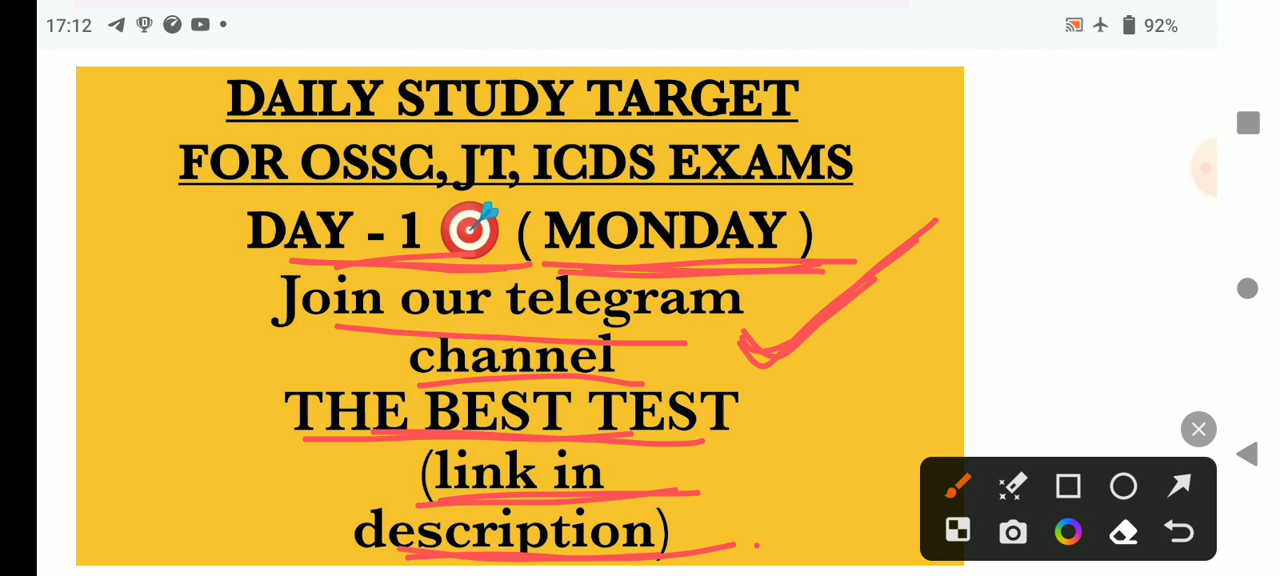 17:12
92%
DAILY STUDY TARGET
FOR OSSC, JT, ICDS EXAMS
DAY - 1 🎯 ( MONDAY )
Join our telegram
channel
THE BEST TEST
(link in
description)